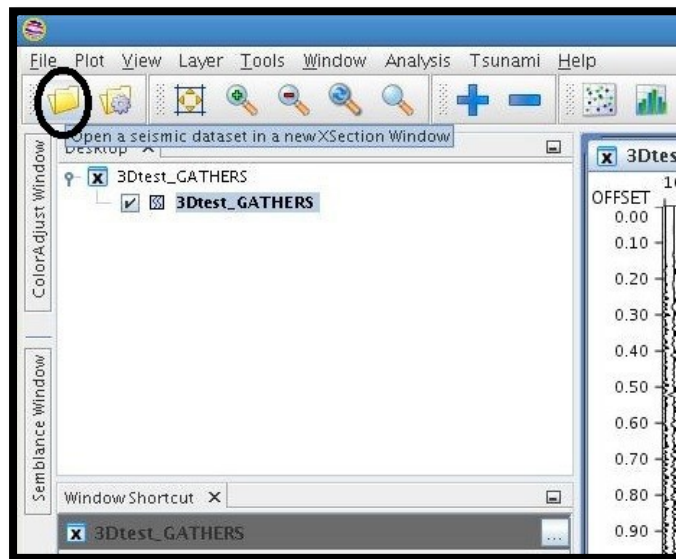 File Plot View Layer Tools Window Analysis Tsunami Help
Open a seismic dataset in a new XSection Window
Desktop X
3Dtest_GATHERS
3Dtest_GATHERS
ColorAdjust Window
Semblance Window
Window Shortcut X
3Dtest_GATHERS
...
3Dtes
OFFSET
0.00
0.10
0.20
0.30
0.40
0.50
0.60
0.70
0.80
0.90